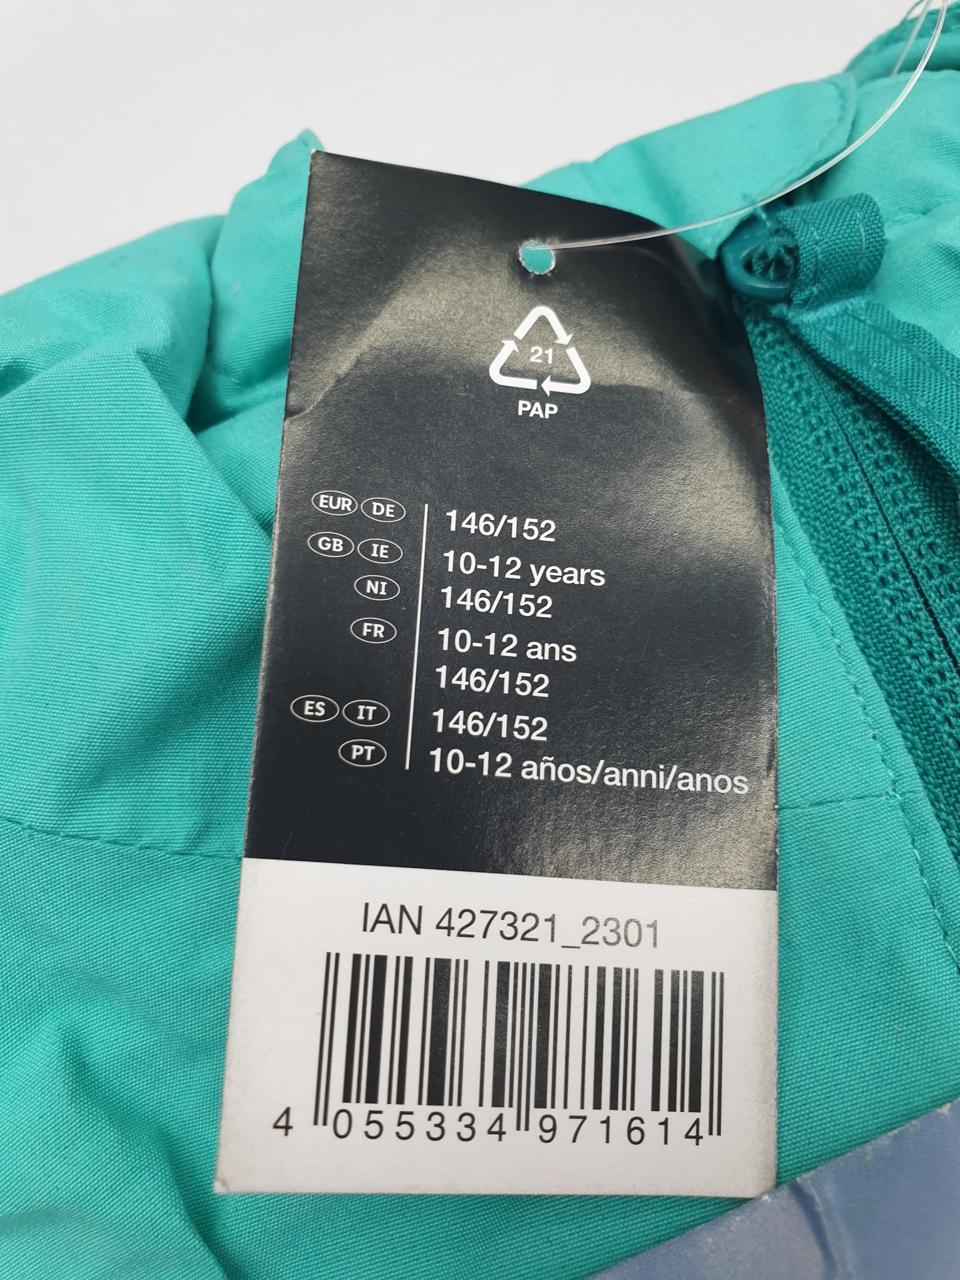 21
PAP
EUR DE 146/152
GB IE 10-12 years
NI 146/152
FR 10-12 ans
146/152
ES IT 146/152
PT 10-12 años/anni/anos
IAN 427321_2301
4 055334 971614